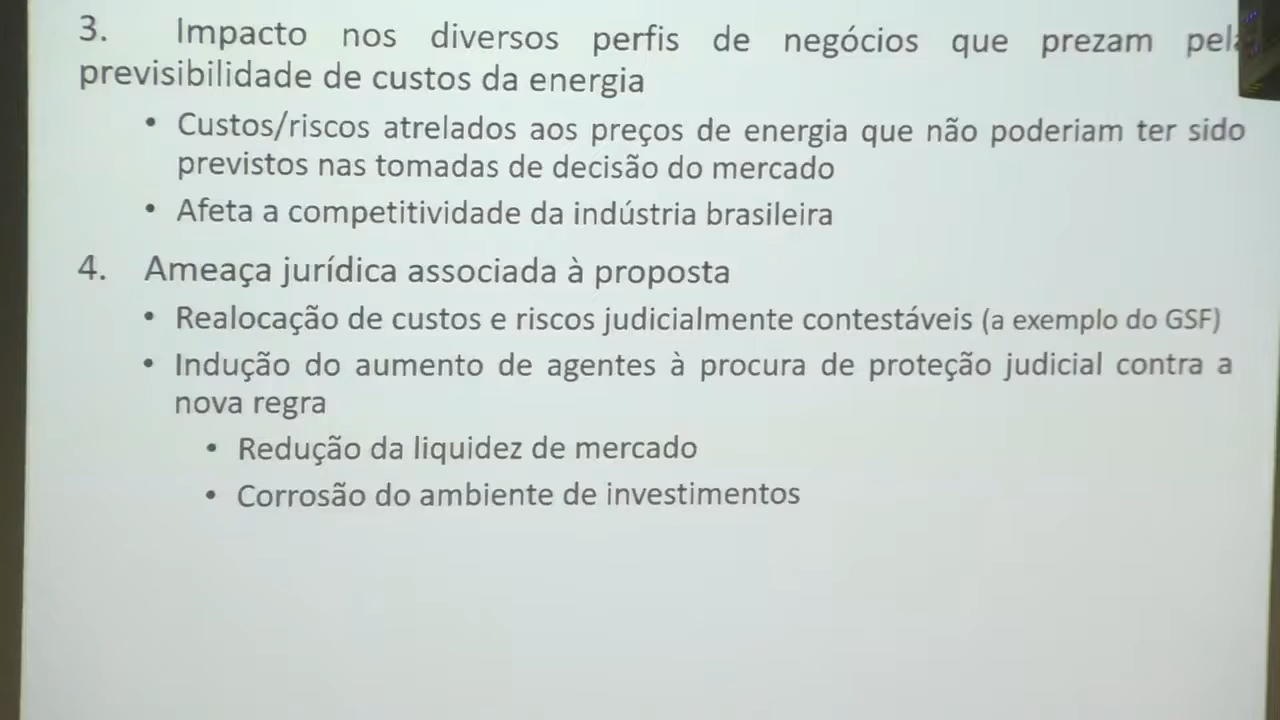 3. Impacto nos diversos perfis de negócios que prezam
previsibilidade de custos da energia
• Custos/riscos atrelados aos preços de energia que não poderiam ter sido
previstos nas tomadas de decisão do mercado
• Afeta a competitividade da indústria brasileira
4. Ameaça jurídica associada à proposta
• Realocação de custos e riscos judicialmente contestáveis (a exemplo do GSF)
• Indução do aumento de agentes à procura de proteção judicial contra a
nova regra
• Redução da liquidez de mercado
• Corrosão do ambiente de investimentos